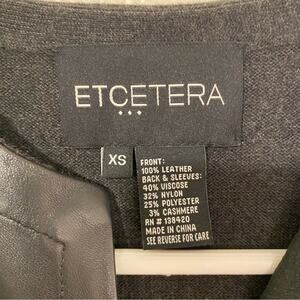 ETCETERA
XS
FRONT:
100% LEATHER
BACK & SLEEVES:
40% VISCOSE
32% NYLON
25% POLYESTER
3% CASHMERE
RN # 138420
MADE IN CHINA
SEE REVERSE FOR CARE